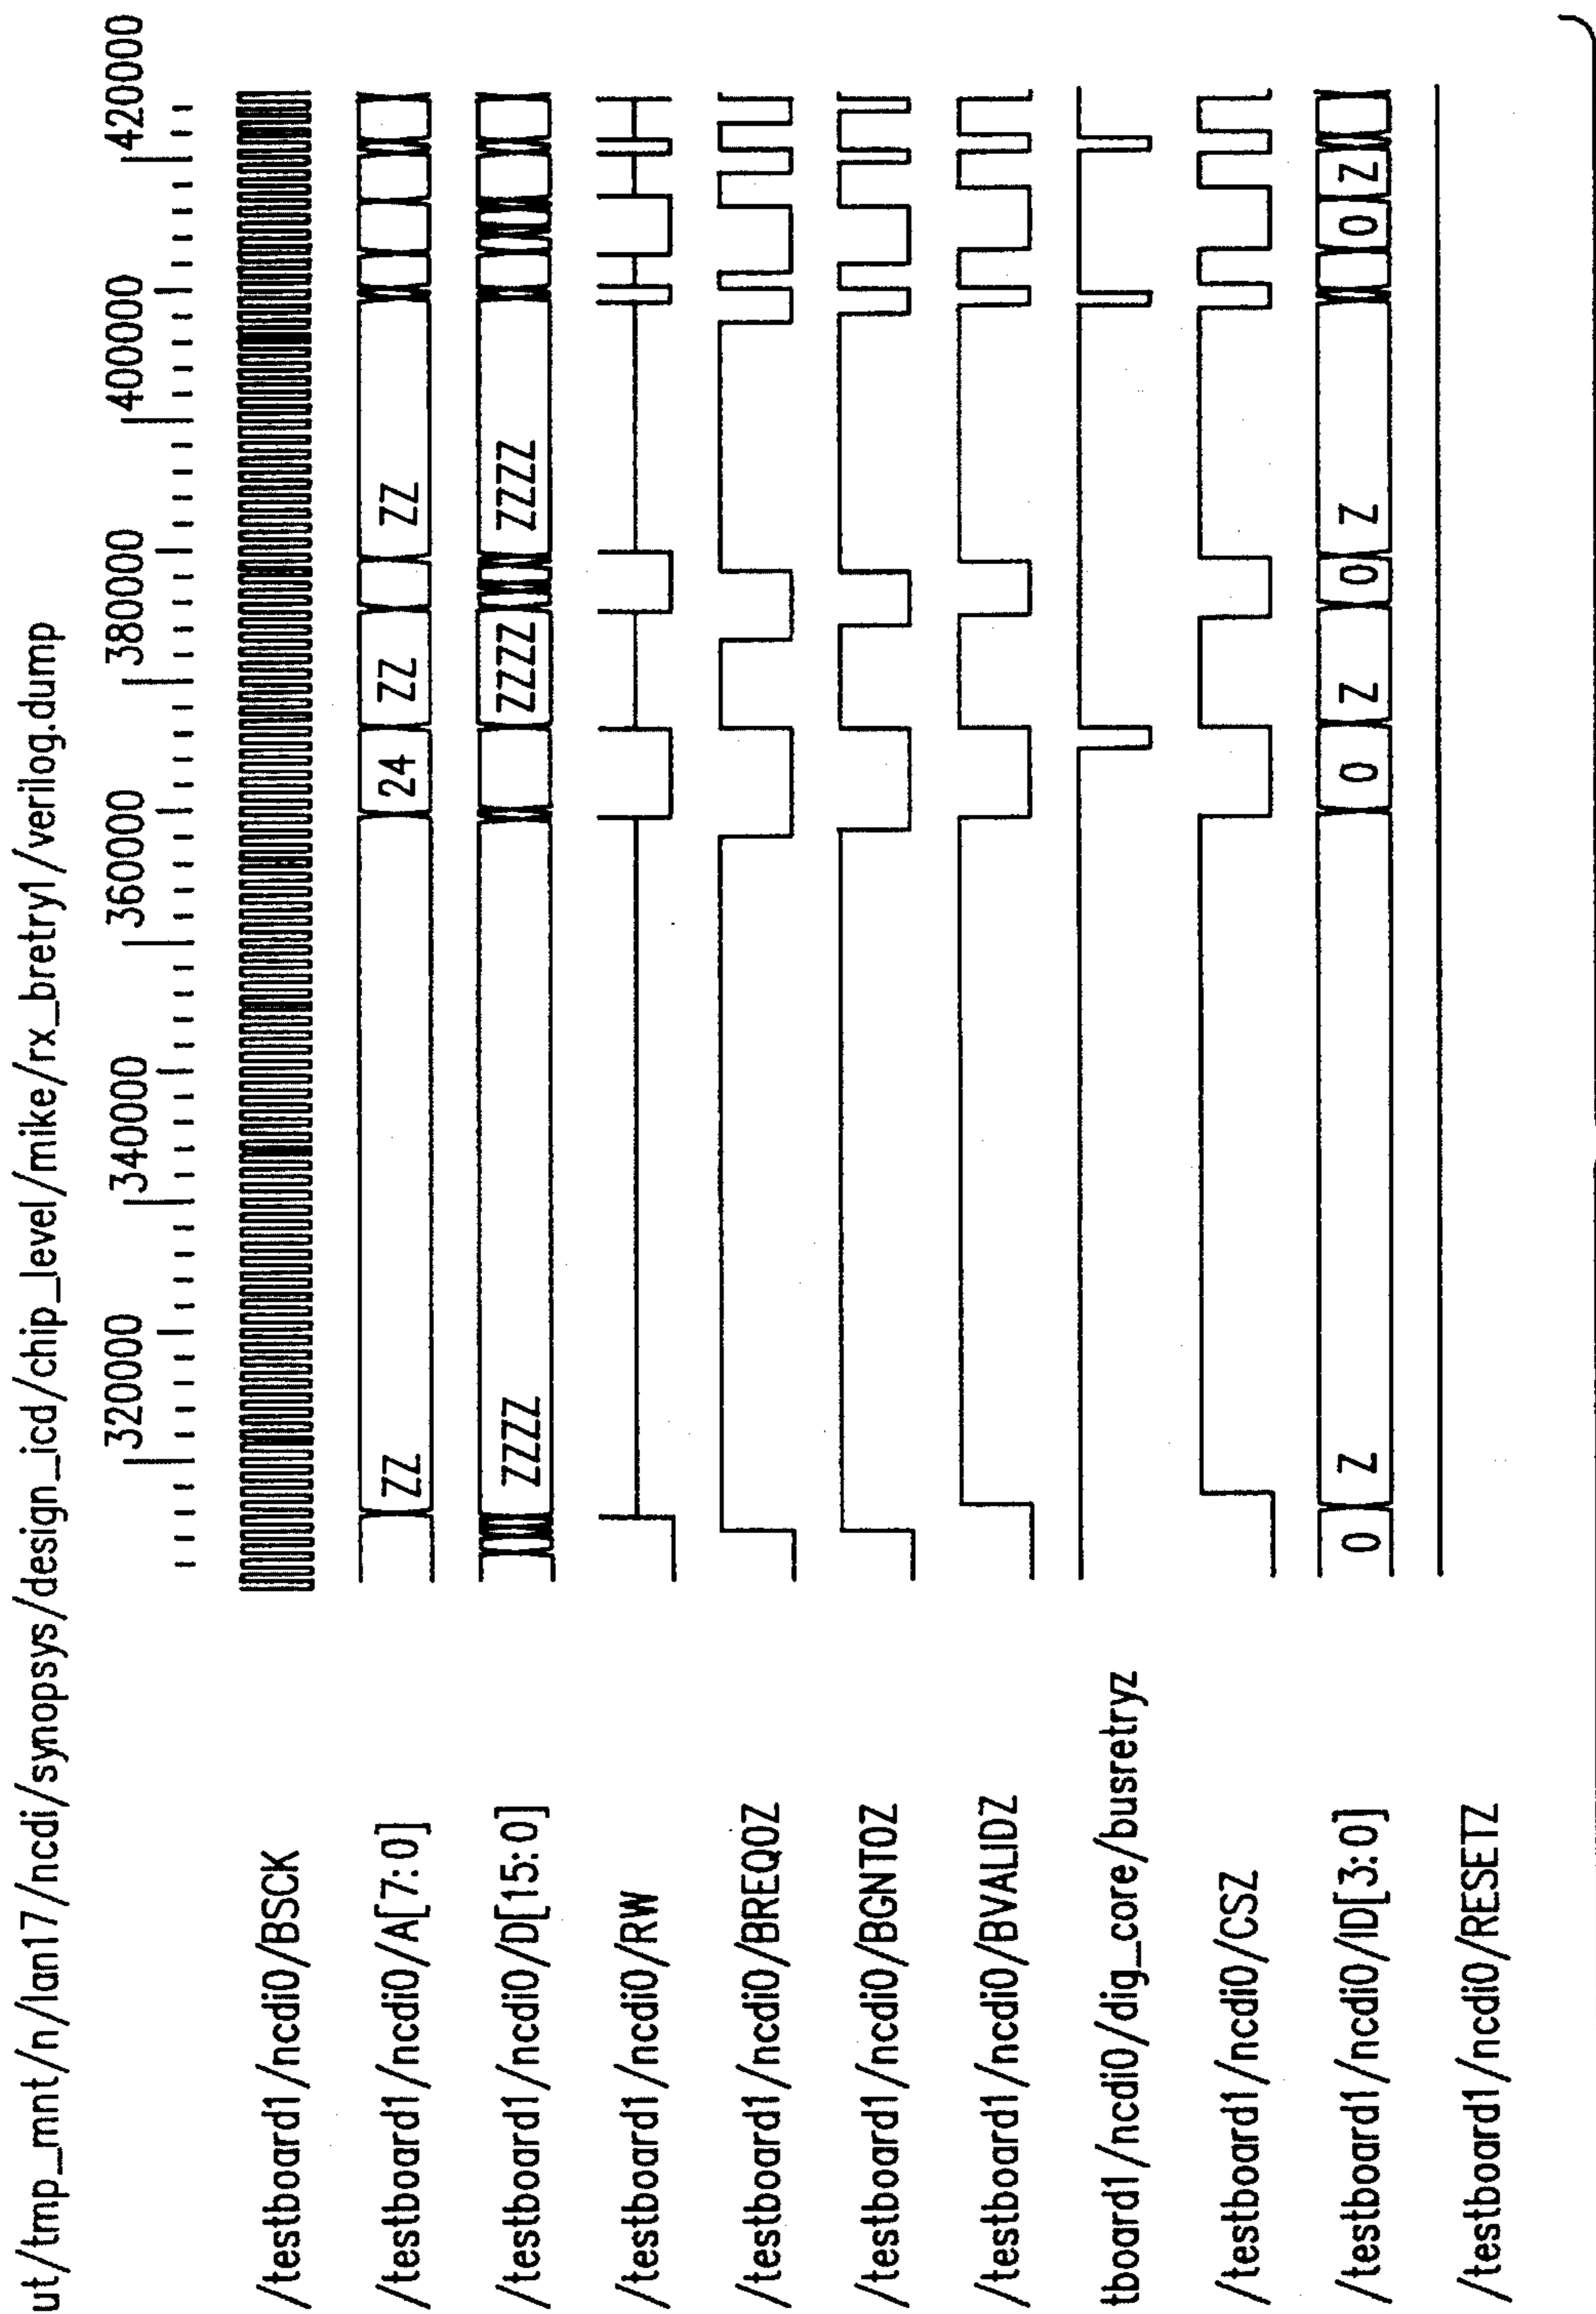 ut/tmp_mnt/n/lan17/ncdi/synopsys/design_icd/chip_level/mike/rx_bretry1/verilog.dump
320000 340000 360000 380000 400000 420000
/testboard1/ncdi0/BSCK
/testboard1/ncdi0/A[7:0] ZZ 24 ZZ ZZ
/testboard1/ncdi0/D[15:0] ZZZZ ZZZZ ZZZZ
/testboard1/ncdi0/RW
/testboard1/ncdi0/BREQ0Z
/testboard1/ncdi0/BGNT0Z
/testboard1/ncdi0/BVALIDZ
tboard1/ncdi0/dig_core/busretryz
/testboard1/ncdi0/CSZ
/testboard1/ncdi0/ID[3:0] 0 Z 0 Z 0 Z 0 Z
/testboard1/ncdi0/RESETZ